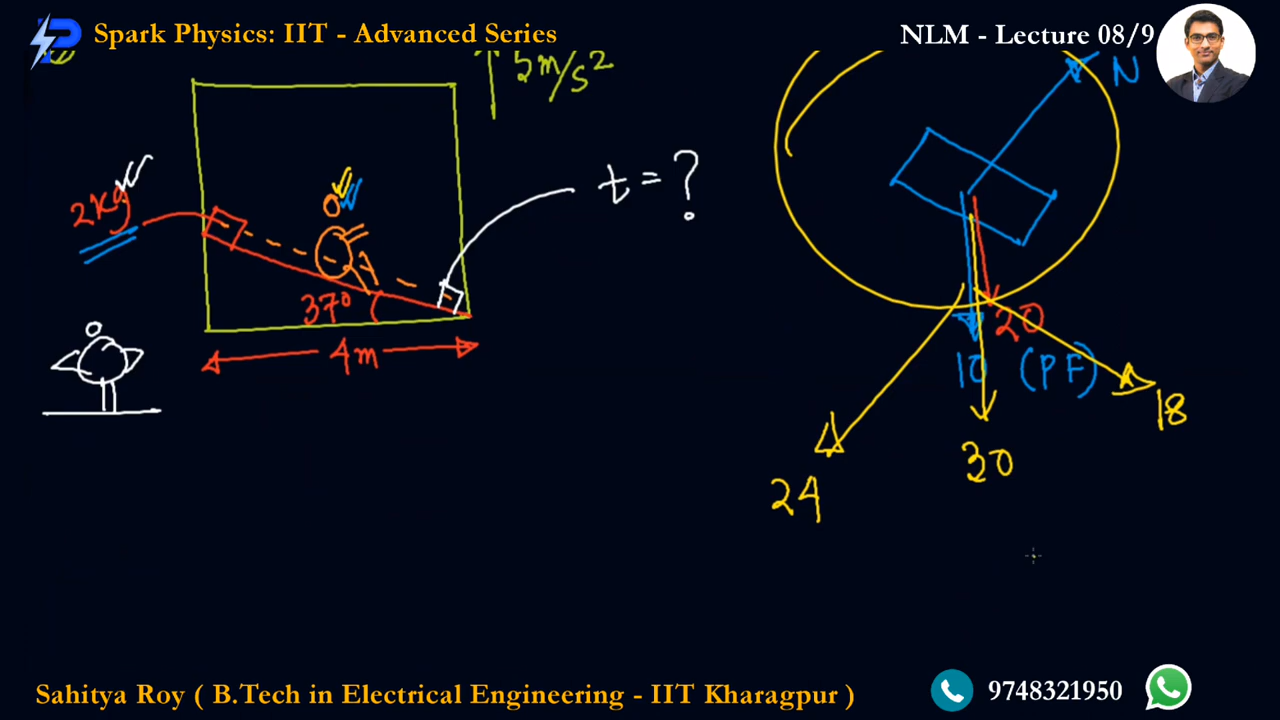 Spark Physics: IIT - Advanced Series
NLM - Lecture 08/9
5m/s²
N
2kg
t = ?
37°
4m
20
10 (PF)
18
30
24
Sahitya Roy ( B.Tech in Electrical Engineering - IIT Kharagpur )
9748321950